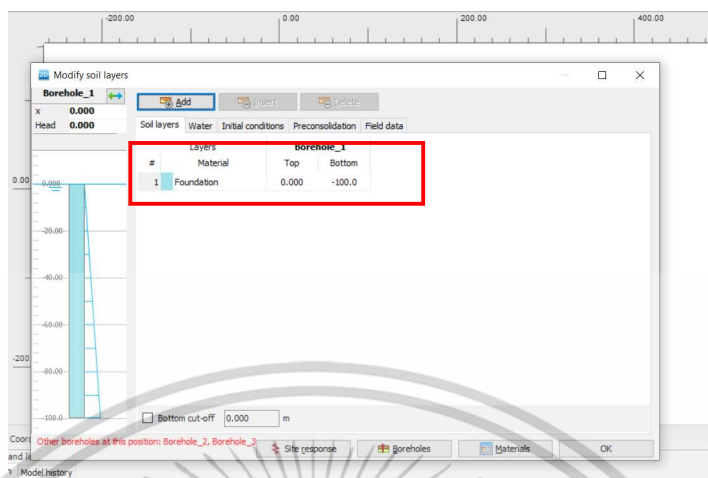 -200.00 0.00 200.00 400.00
Modify soil layers
Borehole_1
x 0.000
Head 0.000
Add Insert Delete
Soil layers Water Initial conditions Preconsolidation Field data
Layers Borehole_1
# Material Top Bottom
1 Foundation 0.000 -100.0
0.00
0.000
-20.00
-40.00
-60.00
-200
-80.00
-100.0
Bottom cut-off 0.000 m
Coord
Other boreholes at this position: Borehole_2, Borehole_3
Site response Boreholes Materials OK
and li
Model history